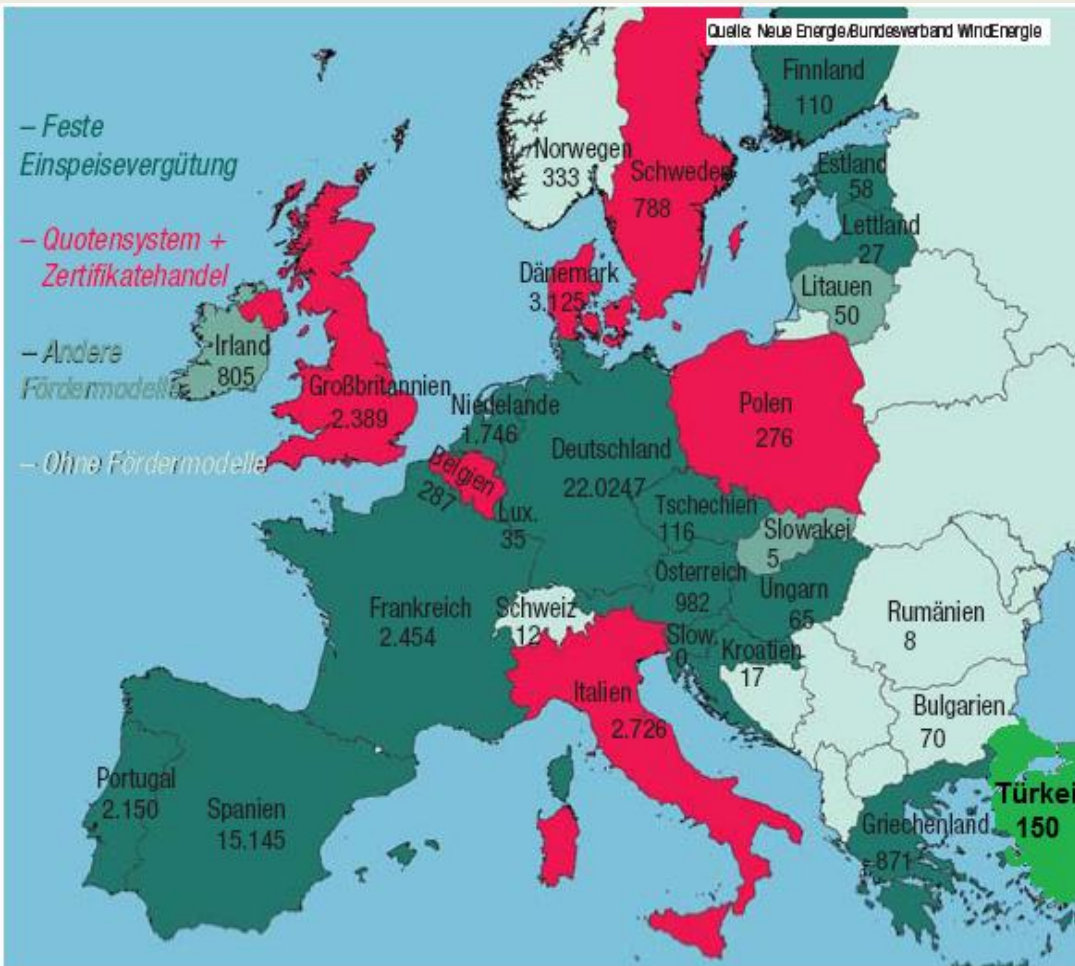 Quelle: Neue Energie/Bundesverband WindEnergie
– Feste
Einspeisevergütung
– Quotensystem +
Zertifikatehandel
– Andere
Fördermodelle
– Ohne Fördermodelle
Finnland
110
Norwegen
333
Schweden
788
Estland
58
Lettland
27
Litauen
50
Dänemark
3.125
Irland
805
Großbritannien
2.389
Niedelande
1.746
Deutschland
22.0247
Polen
276
Belgien
287
Lux.
35
Tschechien
116
Slowakei
5
Österreich
982
Ungarn
65
Frankreich
2.454
Schweiz
12
Slow.
0
Kroatien
17
Rumänien
8
Italien
2.726
Bulgarien
70
Portugal
2.150
Spanien
15.145
Griechenland
871
Türkei
150